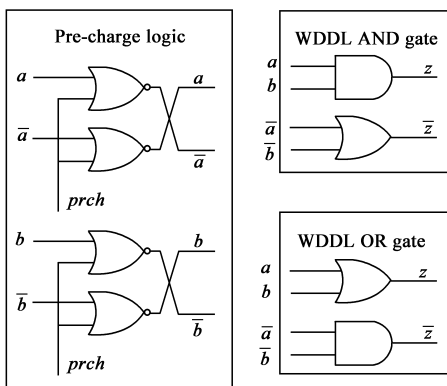 Pre-charge logic
a a
a̅ a̅
prch
b b
b̅ b̅
prch
WDDL AND gate
a z
b
a̅ z̅
b̅
WDDL OR gate
a z
b
a̅ z̅
b̅